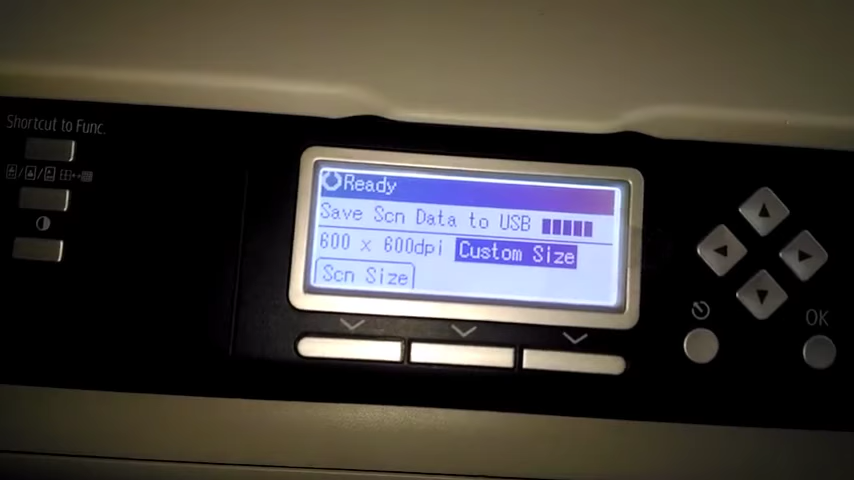 Shortcut to Func.
Ready
Save Scn Data to USB
600 x 600dpi Custom Size
Scn Size
OK